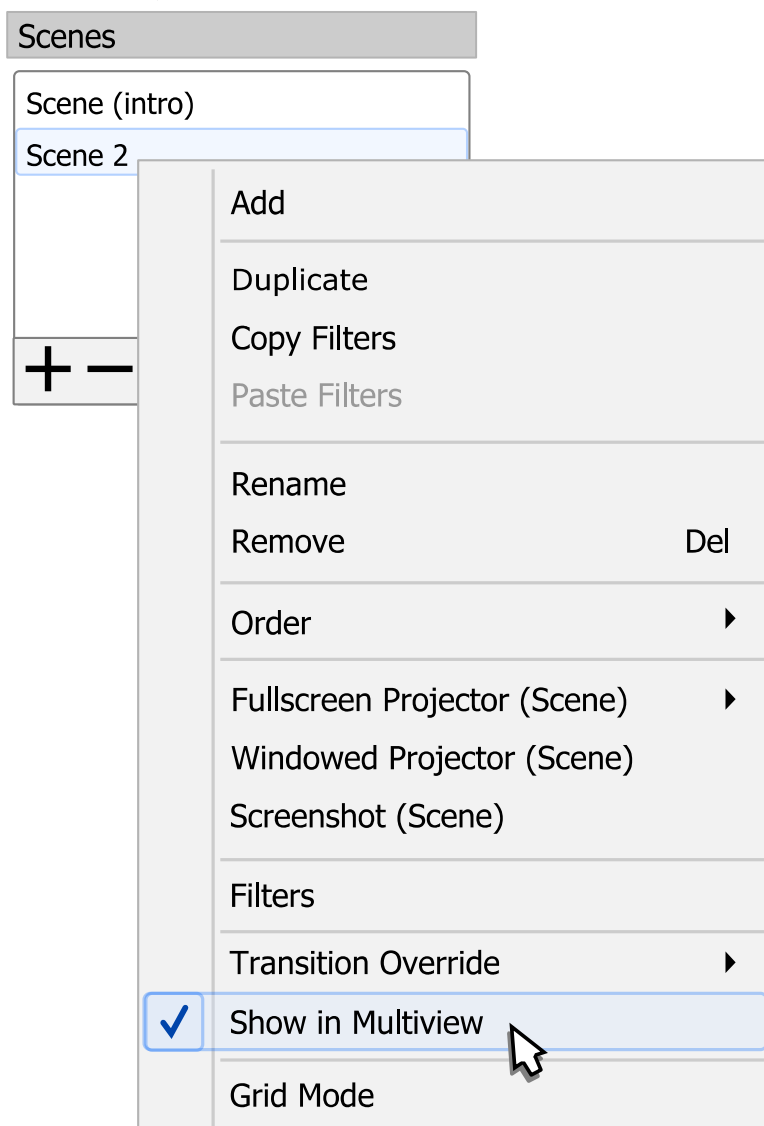 Scenes
Scene (intro)
Scene 2
Add
Duplicate
Copy Filters
Paste Filters
Rename
Remove Del
Order
Fullscreen Projector (Scene)
Windowed Projector (Scene)
Screenshot (Scene)
Filters
Transition Override
Show in Multiview
Grid Mode